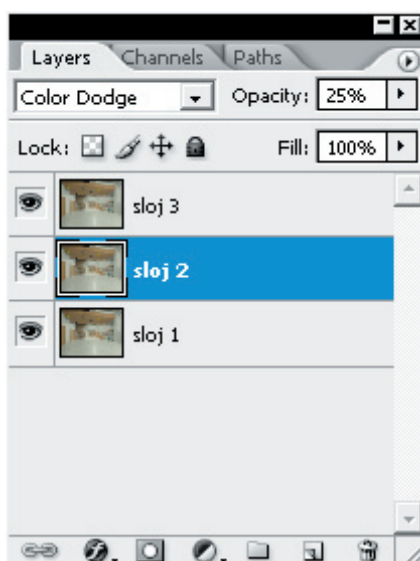 Layers Channels Paths
Color Dodge Opacity: 25%
Lock: Fill: 100%
sloj 3
sloj 2
sloj 1